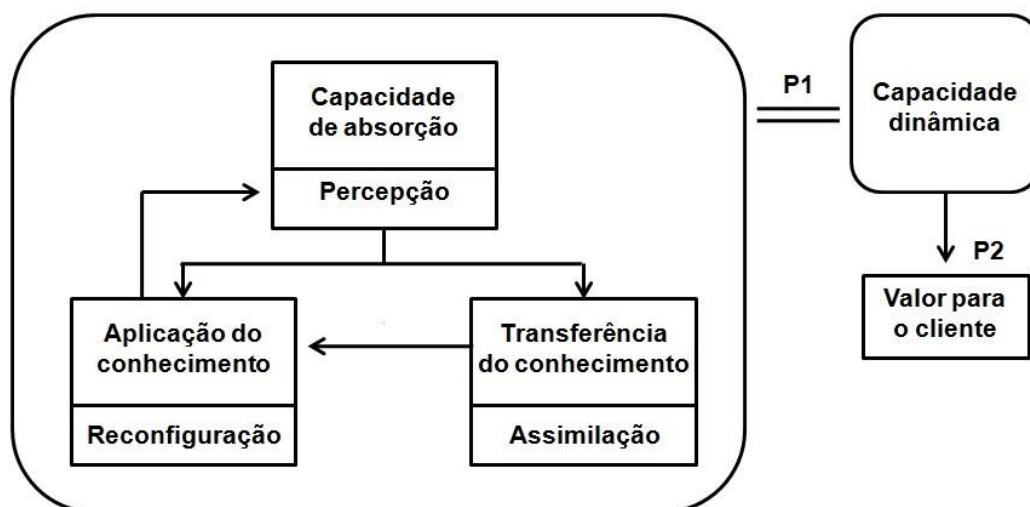 Capacidade
de absorção
Percepção
Aplicação do
conhecimento
Reconfiguração
Transferência
do conhecimento
Assimilação
P1
Capacidade
dinâmica
P2
Valor para
o cliente